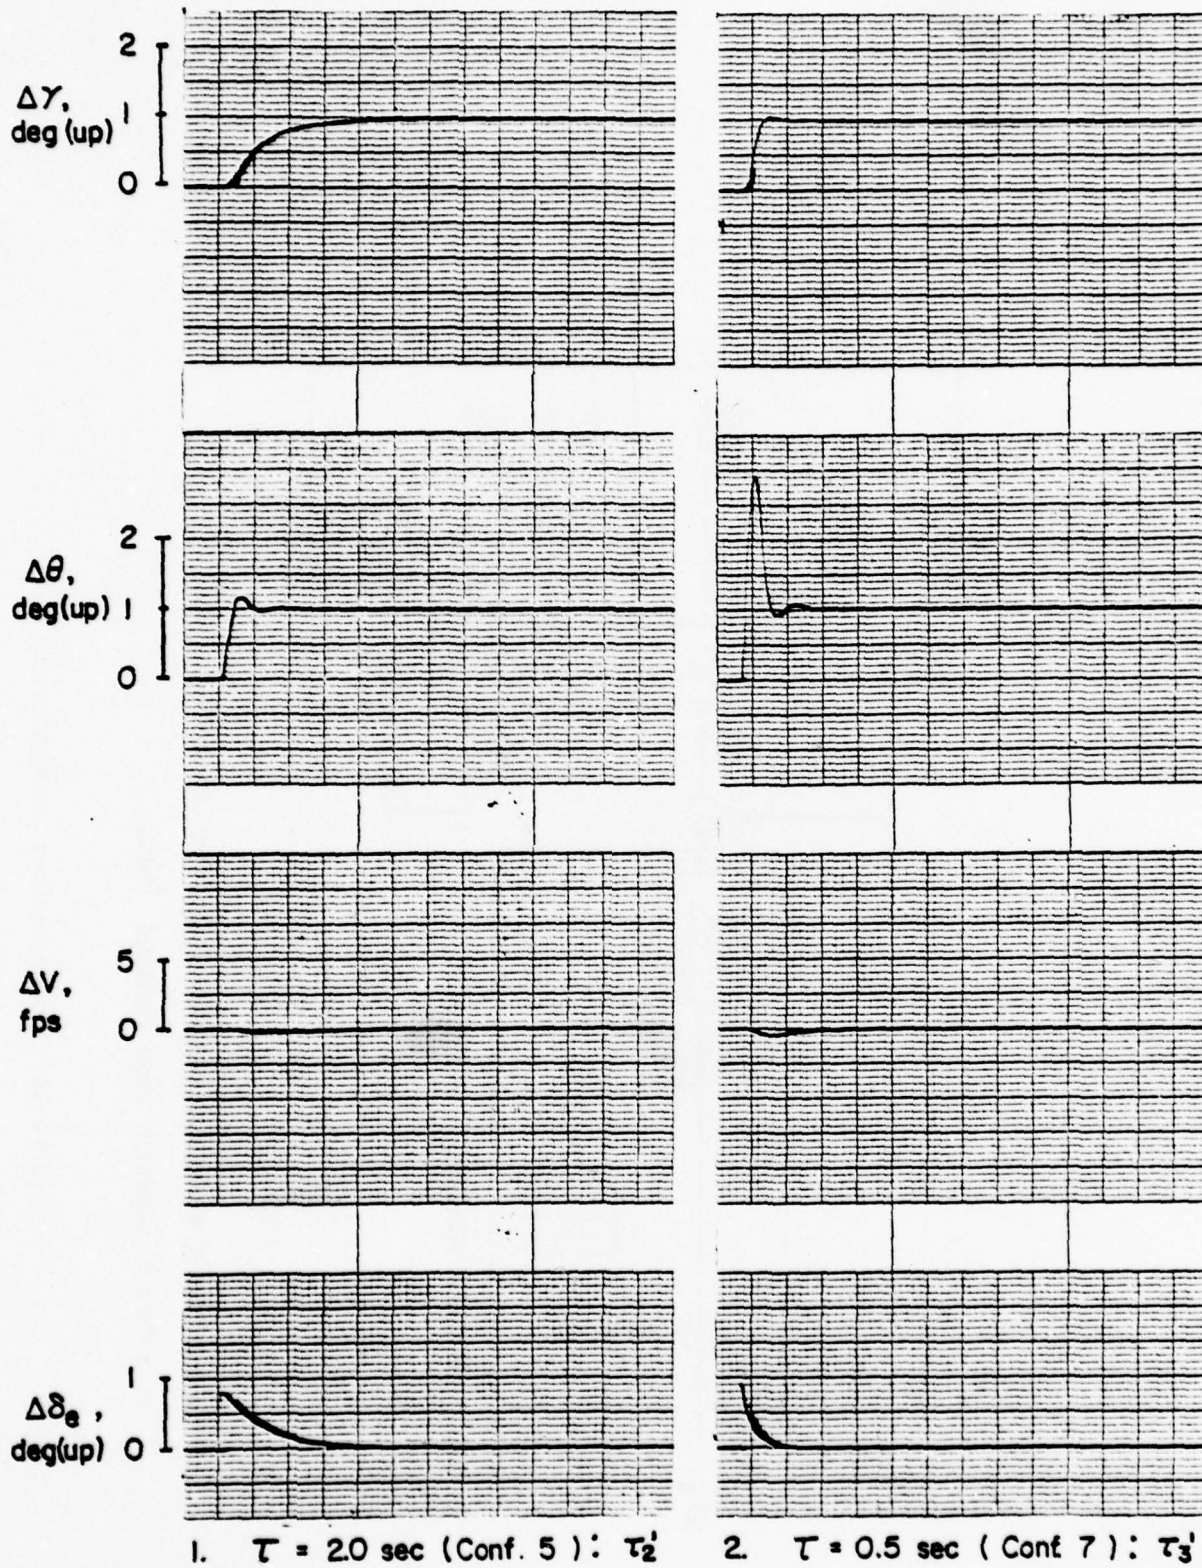 2
Δγ,
deg (up)
1
0
2
Δθ,
deg(up)
1
0
5
ΔV,
fps
0
1
Δδe,
deg(up)
0
1. τ = 2.0 sec (Conf. 5): τ₂'
2. τ = 0.5 sec (Conf 7): τ₃'